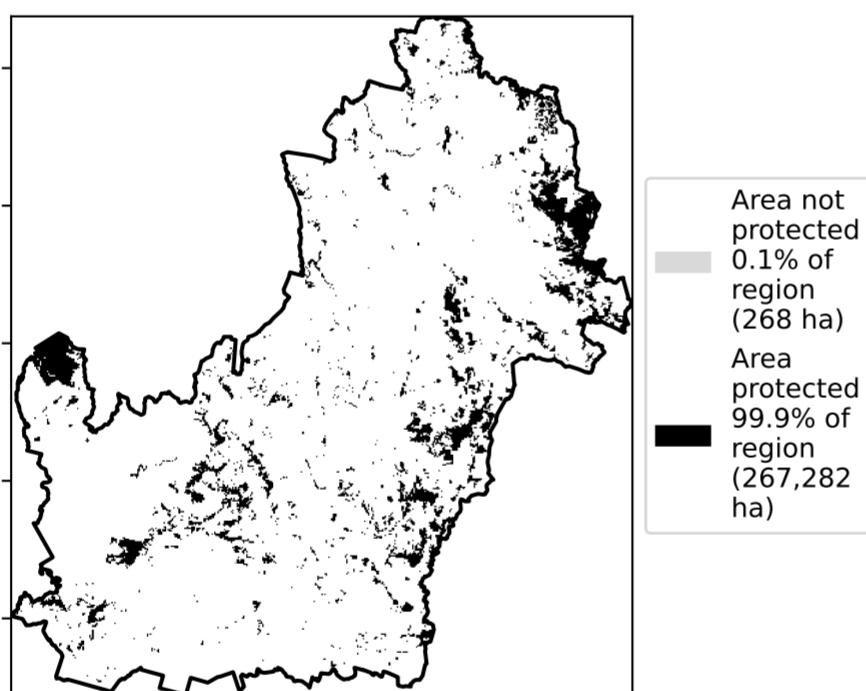 Area not
protected
0.1% of
region
(268 ha)
Area
protected
99.9% of
region
(267,282
ha)